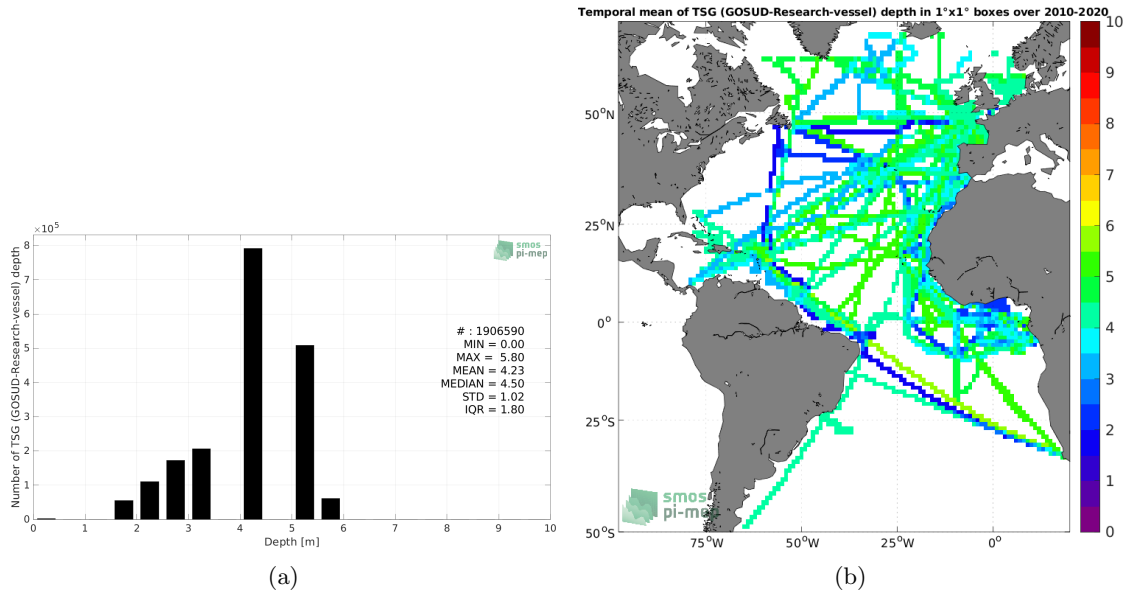 Temporal mean of TSG (GOSUD-Research-vessel) depth in 1°x1° boxes over 2010-2020
×10⁵
8
7
6
5
4
3
2
1
0
Number of TSG (GOSUD-Research-vessel) depth
smos
pi-mep
# : 1906590
MIN = 0.00
MAX = 5.80
MEAN = 4.23
MEDIAN = 4.50
STD = 1.02
IQR = 1.80
0 1 2 3 4 5 6 7 8 9 10
Depth [m]
(a)
50°N
25°N
0°
25°S
50°S
75°W 50°W 25°W 0°
smos
pi-mep
10
9
8
7
6
5
4
3
2
1
0
(b)